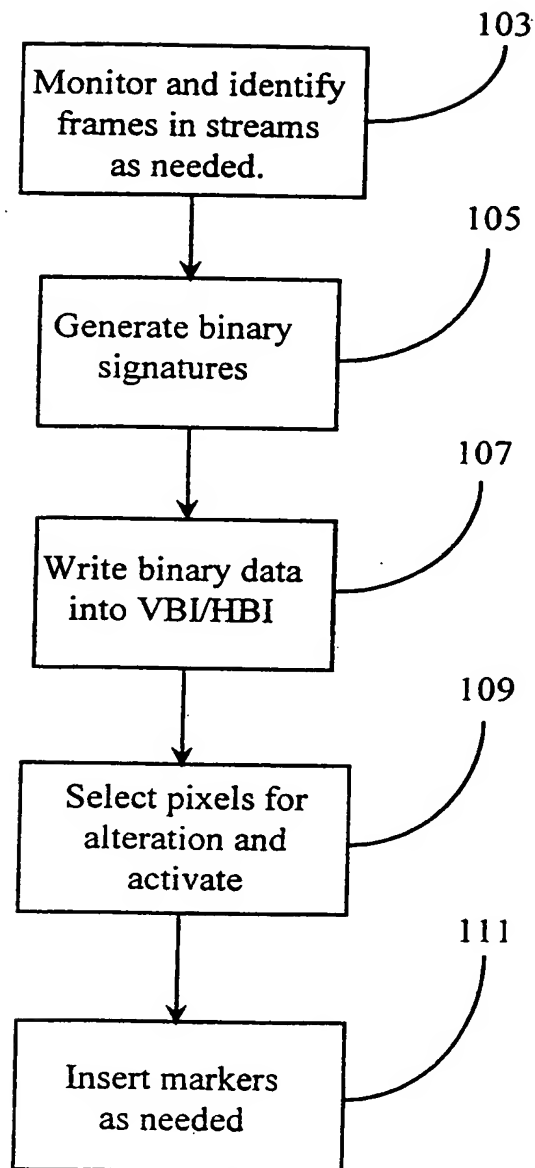 103
Monitor and identify
frames in streams
as needed.
105
Generate binary
signatures
107
Write binary data
into VBI/HBI
109
Select pixels for
alteration and
activate
111
Insert markers
as needed